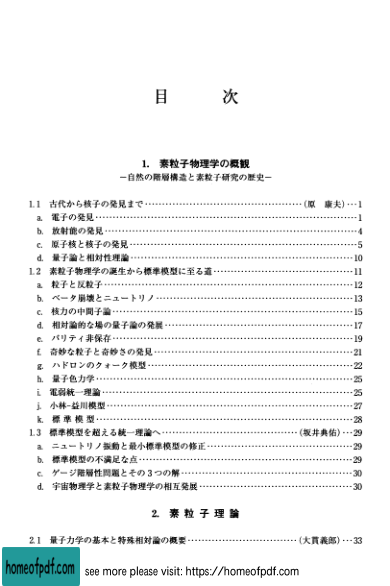 目 次
1. 素粒子物理学の概観
－自然の階層構造と素粒子研究の歴史－
1.1 古代から核子の発見まで……………………………(原 康夫)…1
a. 電子の発見……………………………1
b. 放射能の発見……………………………4
c. 原子核と核子の発見……………………………5
d. 量子論と相対性理論……………………………10
1.2 素粒子物理学の誕生から標準模型に至る道……………………………11
a. 粒子と反粒子……………………………12
b. ベータ崩壊とニュートリノ……………………………13
c. 核力の中間子論……………………………15
d. 相対論的な場の量子論の発展……………………………17
e. パリティ非保存……………………………19
f. 奇妙な粒子と奇妙さの発見……………………………21
g. ハドロンのクォーク模型……………………………22
h. 量子色力学……………………………25
i. 電弱統一理論……………………………25
j. 小林-益川模型……………………………27
k. 標準模型……………………………28
1.3 標準模型を超える統一理論へ……………………………(坂井典佑)…29
a. ニュートリノ振動と最小標準模型の修正……………………………29
b. 標準模型の不満足な点……………………………29
c. ゲージ階層性問題とその3つの解……………………………30
d. 宇宙物理学と素粒子物理学の相互発展……………………………30
2. 素粒子理論
2.1 量子力学の基本と特殊相対論の概要……………………………(大貫義郎)…33
homeofpdf.com
see more please visit: https://homeofpdf.com